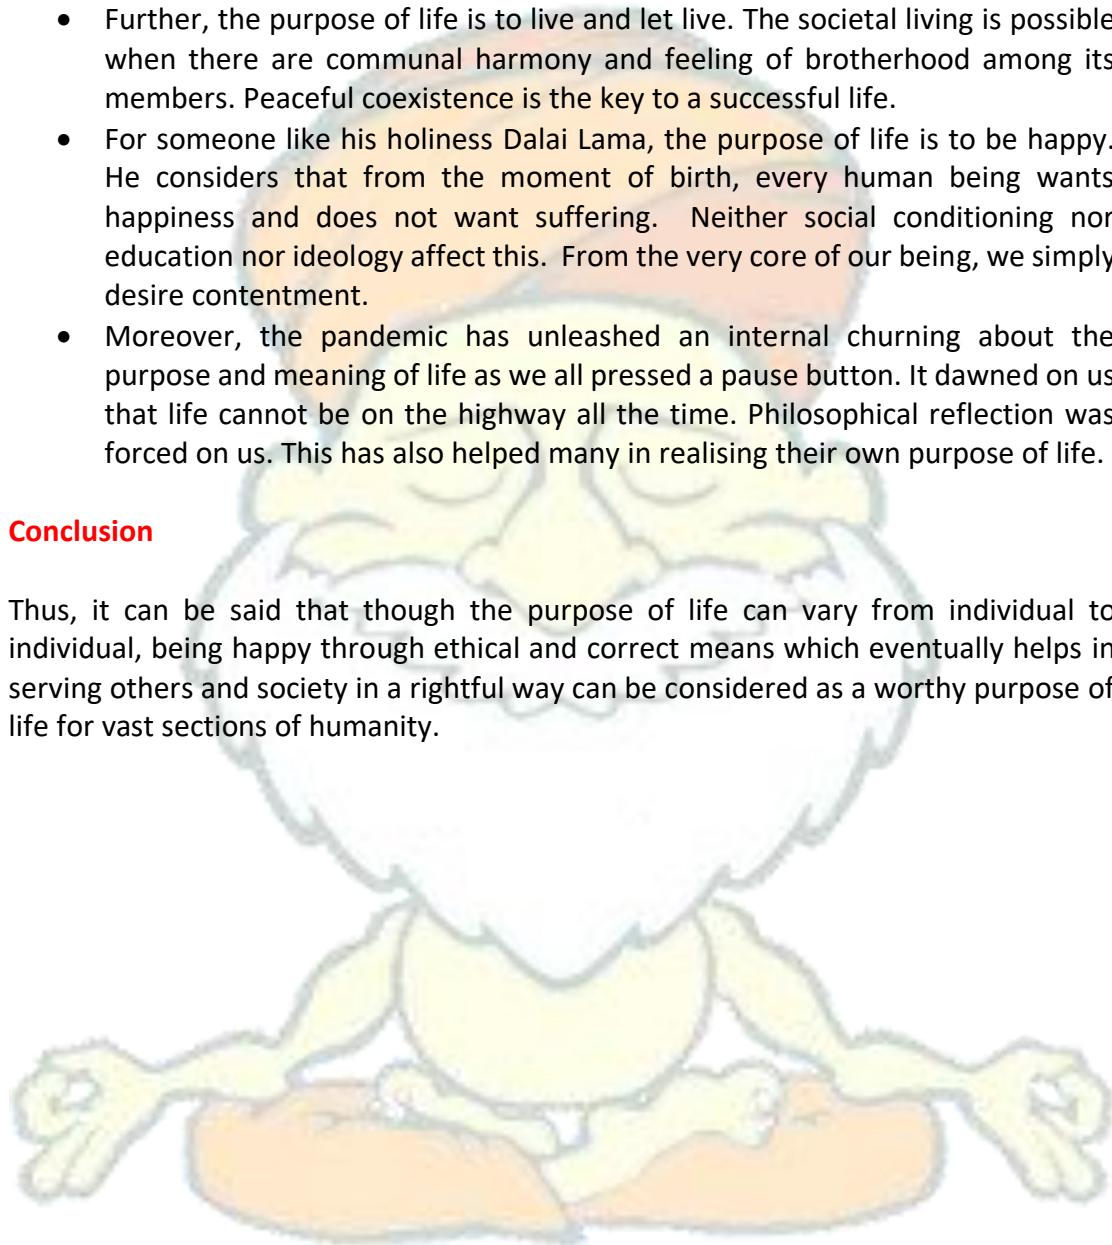 • Further, the purpose of life is to live and let live. The societal living is possible
when there are communal harmony and feeling of brotherhood among its
members. Peaceful coexistence is the key to a successful life.
• For someone like his holiness Dalai Lama, the purpose of life is to be happy.
He considers that from the moment of birth, every human being wants
happiness and does not want suffering. Neither social conditioning nor
education nor ideology affect this. From the very core of our being, we simply
desire contentment.
• Moreover, the pandemic has unleashed an internal churning about the
purpose and meaning of life as we all pressed a pause button. It dawned on us
that life cannot be on the highway all the time. Philosophical reflection was
forced on us. This has also helped many in realising their own purpose of life.
Conclusion
Thus, it can be said that though the purpose of life can vary from individual to
individual, being happy through ethical and correct means which eventually helps in
serving others and society in a rightful way can be considered as a worthy purpose of
life for vast sections of humanity.